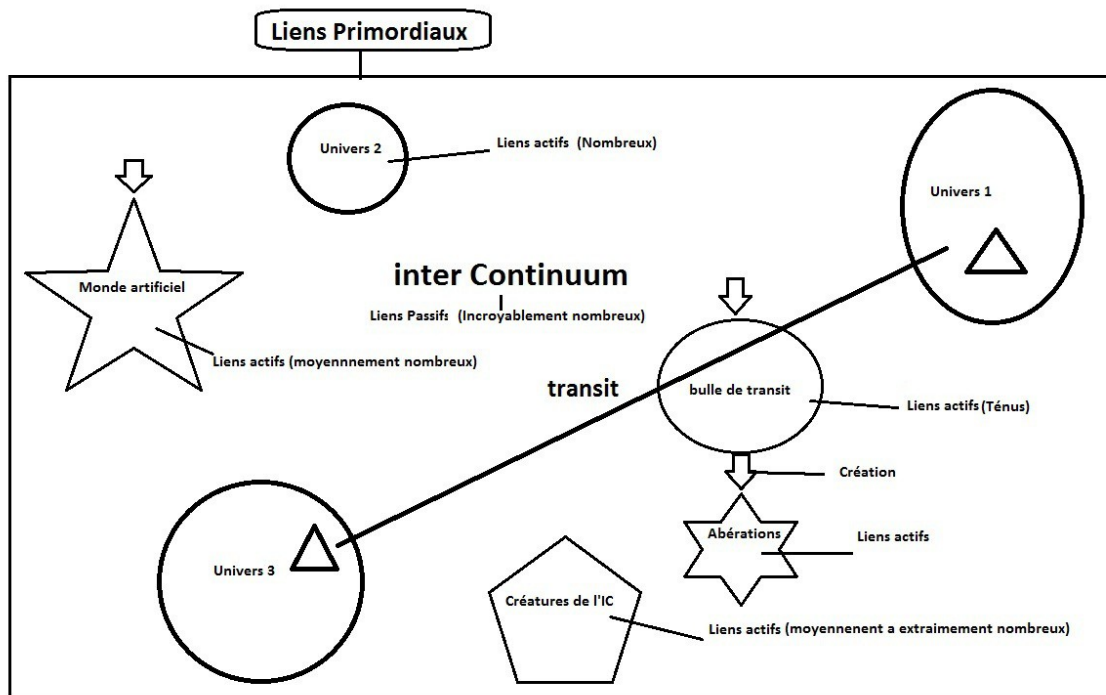 Liens Primordiaux
Univers 2
Liens actifs (Nombreux)
Univers 1
Monde artificiel
inter Continuum
Liens Passifs (Incroyablement nombreux)
Liens actifs (moyennnement nombreux)
transit
bulle de transit
Liens actifs (Ténus)
Création
Abérations
Liens actifs
Univers 3
Créatures de l'IC
Liens actifs (moyennenent a extraimement nombreux)